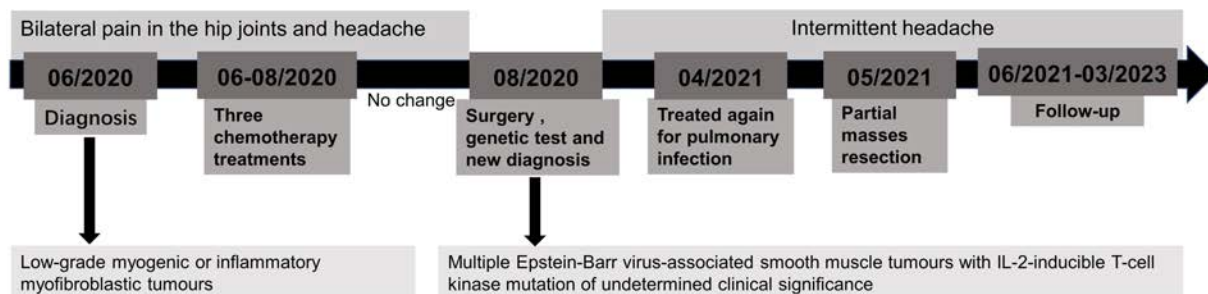 Bilateral pain in the hip joints and headache
Intermittent headache
06/2020
06-08/2020
08/2020
04/2021
05/2021
06/2021-03/2023
No change
Diagnosis
Three
chemotherapy
treatments
Surgery ,
genetic test and
new diagnosis
Treated again
for pulmonary
infection
Partial
masses
resection
Follow-up
Low-grade myogenic or inflammatory
myofibroblastic tumours
Multiple Epstein-Barr virus-associated smooth muscle tumours with IL-2-inducible T-cell
kinase mutation of undetermined clinical significance